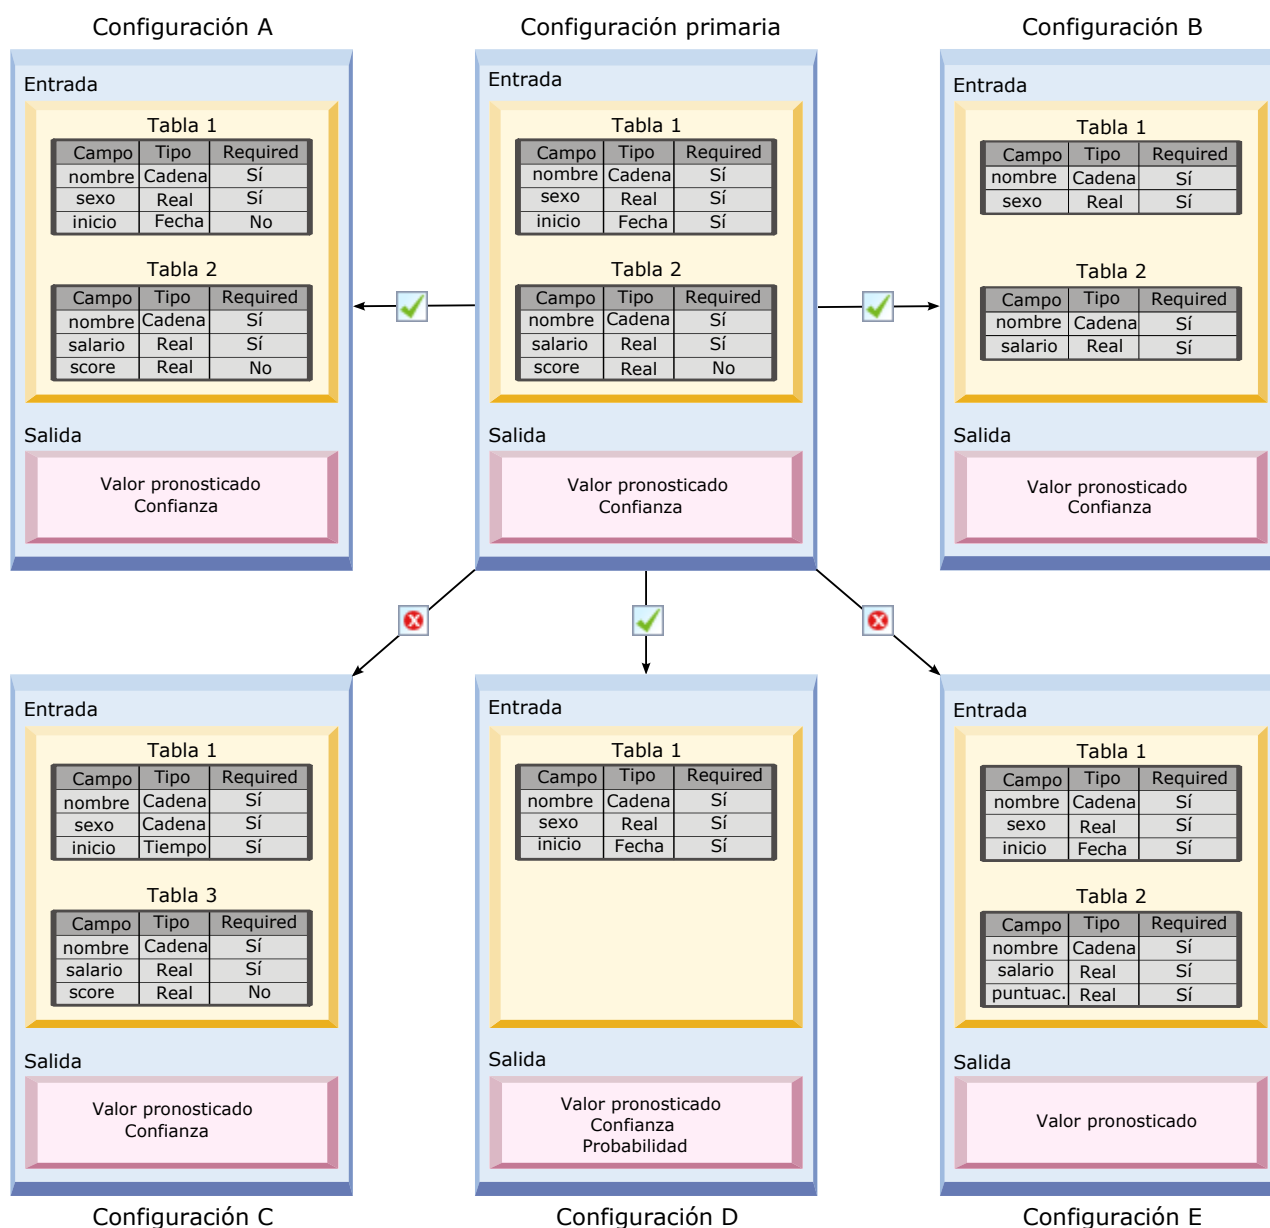 Configuración A
Entrada
Tabla 1
Campo Tipo Required
nombre Cadena Sí
sexo Real Sí
inicio Fecha No
Tabla 2
Campo Tipo Required
nombre Cadena Sí
salario Real Sí
score Real No
Salida
Valor pronosticado
Confianza
Configuración primaria
Entrada
Tabla 1
Campo Tipo Required
nombre Cadena Sí
sexo Real Sí
inicio Fecha Sí
Tabla 2
Campo Tipo Required
nombre Cadena Sí
salario Real Sí
score Real No
Salida
Valor pronosticado
Confianza
Configuración B
Entrada
Tabla 1
Campo Tipo Required
nombre Cadena Sí
sexo Real Sí
Tabla 2
Campo Tipo Required
nombre Cadena Sí
salario Real Sí
Salida
Valor pronosticado
Confianza
Entrada
Tabla 1
Campo Tipo Required
nombre Cadena Sí
sexo Cadena Sí
inicio Tiempo Sí
Tabla 3
Campo Tipo Required
nombre Cadena Sí
salario Real Sí
score Real No
Salida
Valor pronosticado
Confianza
Configuración C
Entrada
Tabla 1
Campo Tipo Required
nombre Cadena Sí
sexo Real Sí
inicio Fecha Sí
Salida
Valor pronosticado
Confianza
Probabilidad
Configuración D
Entrada
Tabla 1
Campo Tipo Required
nombre Cadena Sí
sexo Real Sí
inicio Fecha Sí
Tabla 2
Campo Tipo Required
nombre Cadena Sí
salario Real Sí
puntuac. Real Sí
Salida
Valor pronosticado
Configuración E